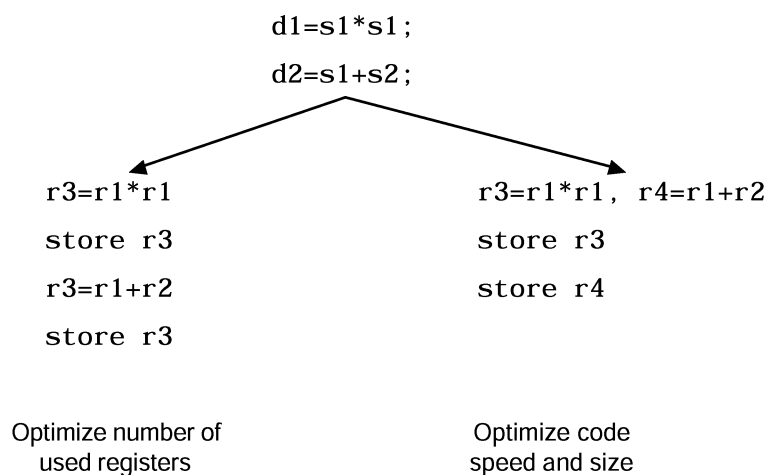 d1=s1*s1;
d2=s1+s2;
r3=r1*r1
store r3
r3=r1+r2
store r3
r3=r1*r1, r4=r1+r2
store r3
store r4
Optimize number of
used registers
Optimize code
speed and size